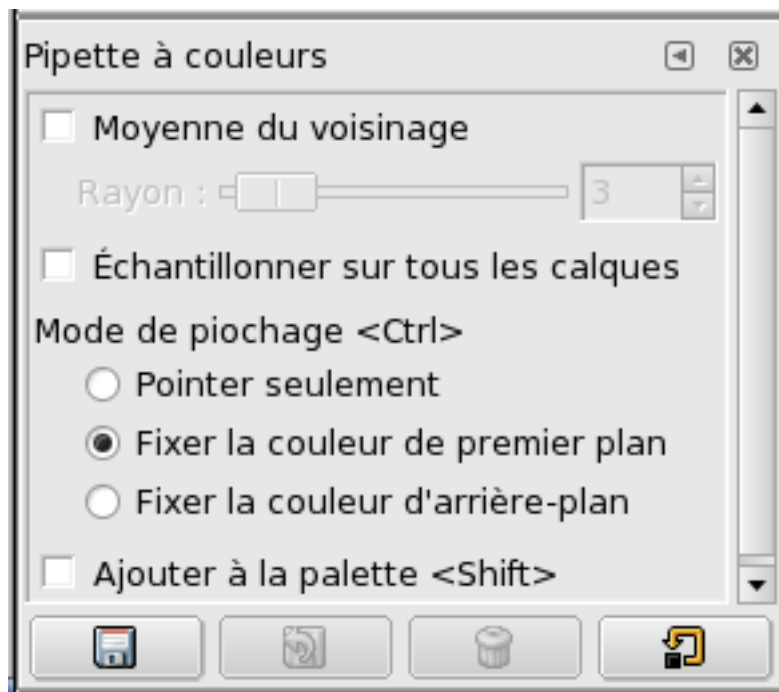 Pipette à couleurs
Moyenne du voisinage
Rayon : 3
Échantillonner sur tous les calques
Mode de piochage <Ctrl>
Pointer seulement
Fixer la couleur de premier plan
Fixer la couleur d'arrière-plan
Ajouter à la palette <Shift>